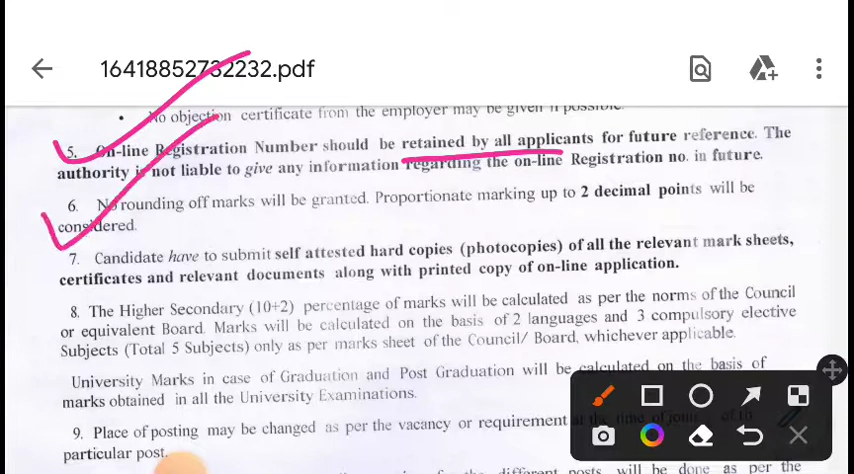 16418852732232.pdf
• No objection certificate from the employer may be given if possible.
5. On-line Registration Number should be retained by all applicants for future reference. The
authority is not liable to give any information regarding the on-line Registration no. in future.
6. No rounding off marks will be granted. Proportionate marking up to 2 decimal points will be
considered.
7. Candidate have to submit self attested hard copies (photocopies) of all the relevant mark sheets,
certificates and relevant documents along with printed copy of on-line application.
8. The Higher Secondary (10+2) percentage of marks will be calculated as per the norms of the Council
or equivalent Board. Marks will be calculated on the basis of 2 languages and 3 compulsory elective
Subjects (Total 5 Subjects) only as per marks sheet of the Council/ Board, whichever applicable.
University Marks in case of Graduation and Post Graduation will be calculated on the basis of
marks obtained in all the University Examinations.
9. Place of posting may be changed as per the vacancy or requirement
particular post.
different posts will be done as per the